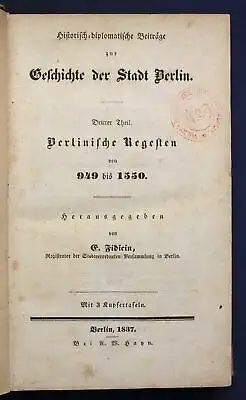 Historisch-diplomatische Beiträge
zur
Geschichte der Stadt Berlin.
Dritter Theil.
Berlinische Regesten
von
949 bis 1550.
Herausgegeben
von
E. Fidicin,
Registrator der Stadtverordneten-Versammlung in Berlin.
Mit 3 Kupfertafeln.
Berlin, 1837.
Bei A. W. Hayn.